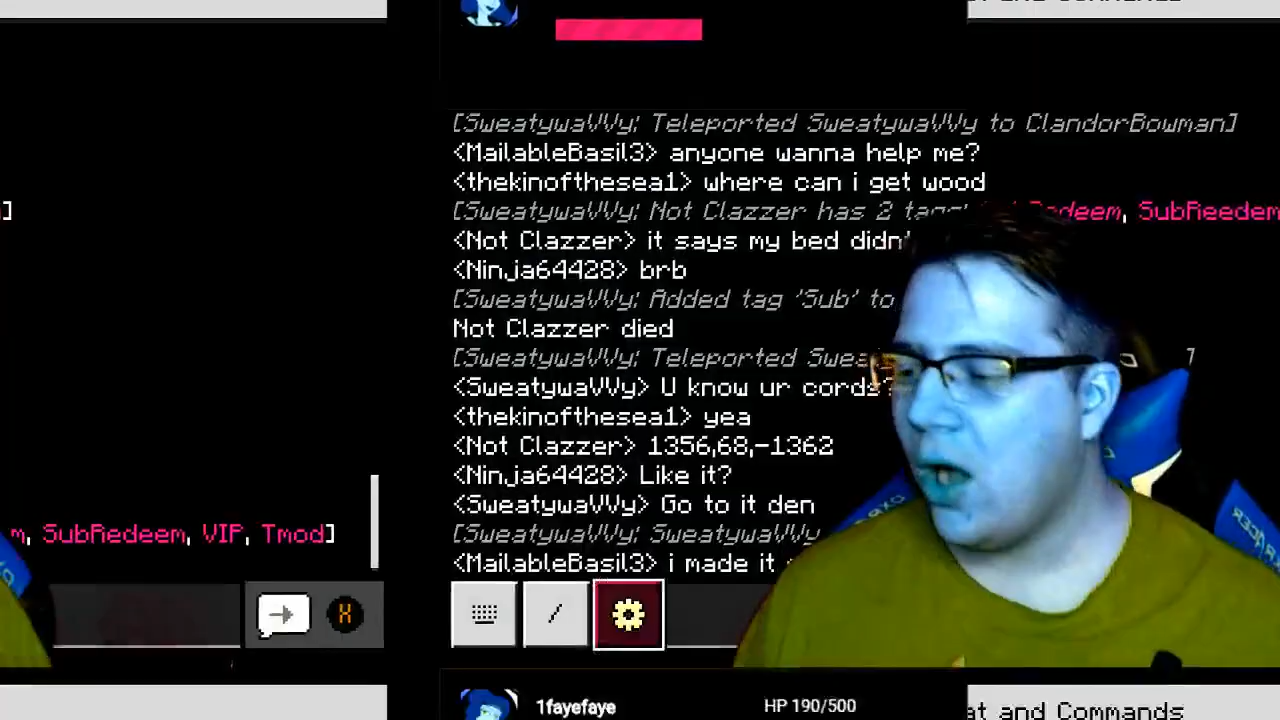 [SweatywaVVy: Teleported SweatywaVVy to ClandorBowman]
<MailableBasil3> anyone wanna help me?
<thekinofthesea1> where can i get wood
[SweatywaVVy: Not Clazzer has 2 tags: SubReedem
<Not Clazzer> it says my bed
<Ninja64428> brb
[SweatywaVVy: Added tag 'Sub' to
Not Clazzer died
[SweatywaVVy: Teleported ]
<SweatywaVVy> U know ur cords?
<thekinofthesea1> yea
<Not Clazzer> 1356,68,-1362
<Ninja64428> Like it?
<SweatywaVVy> Go to it den
[SweatywaVVy: SweatywaVVy
<MailableBasil3> i made it
]
m, SubRedeem, VIP, Tmod]
X
/
1fayefaye HP 190/500
and Commands